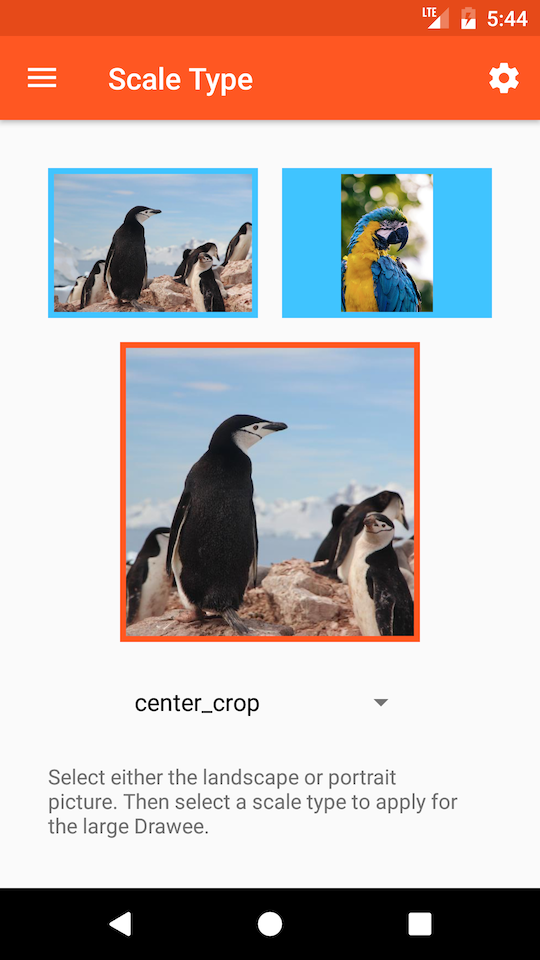 LTE 5:44
Scale Type
center_crop
Select either the landscape or portrait
picture. Then select a scale type to apply for
the large Drawee.